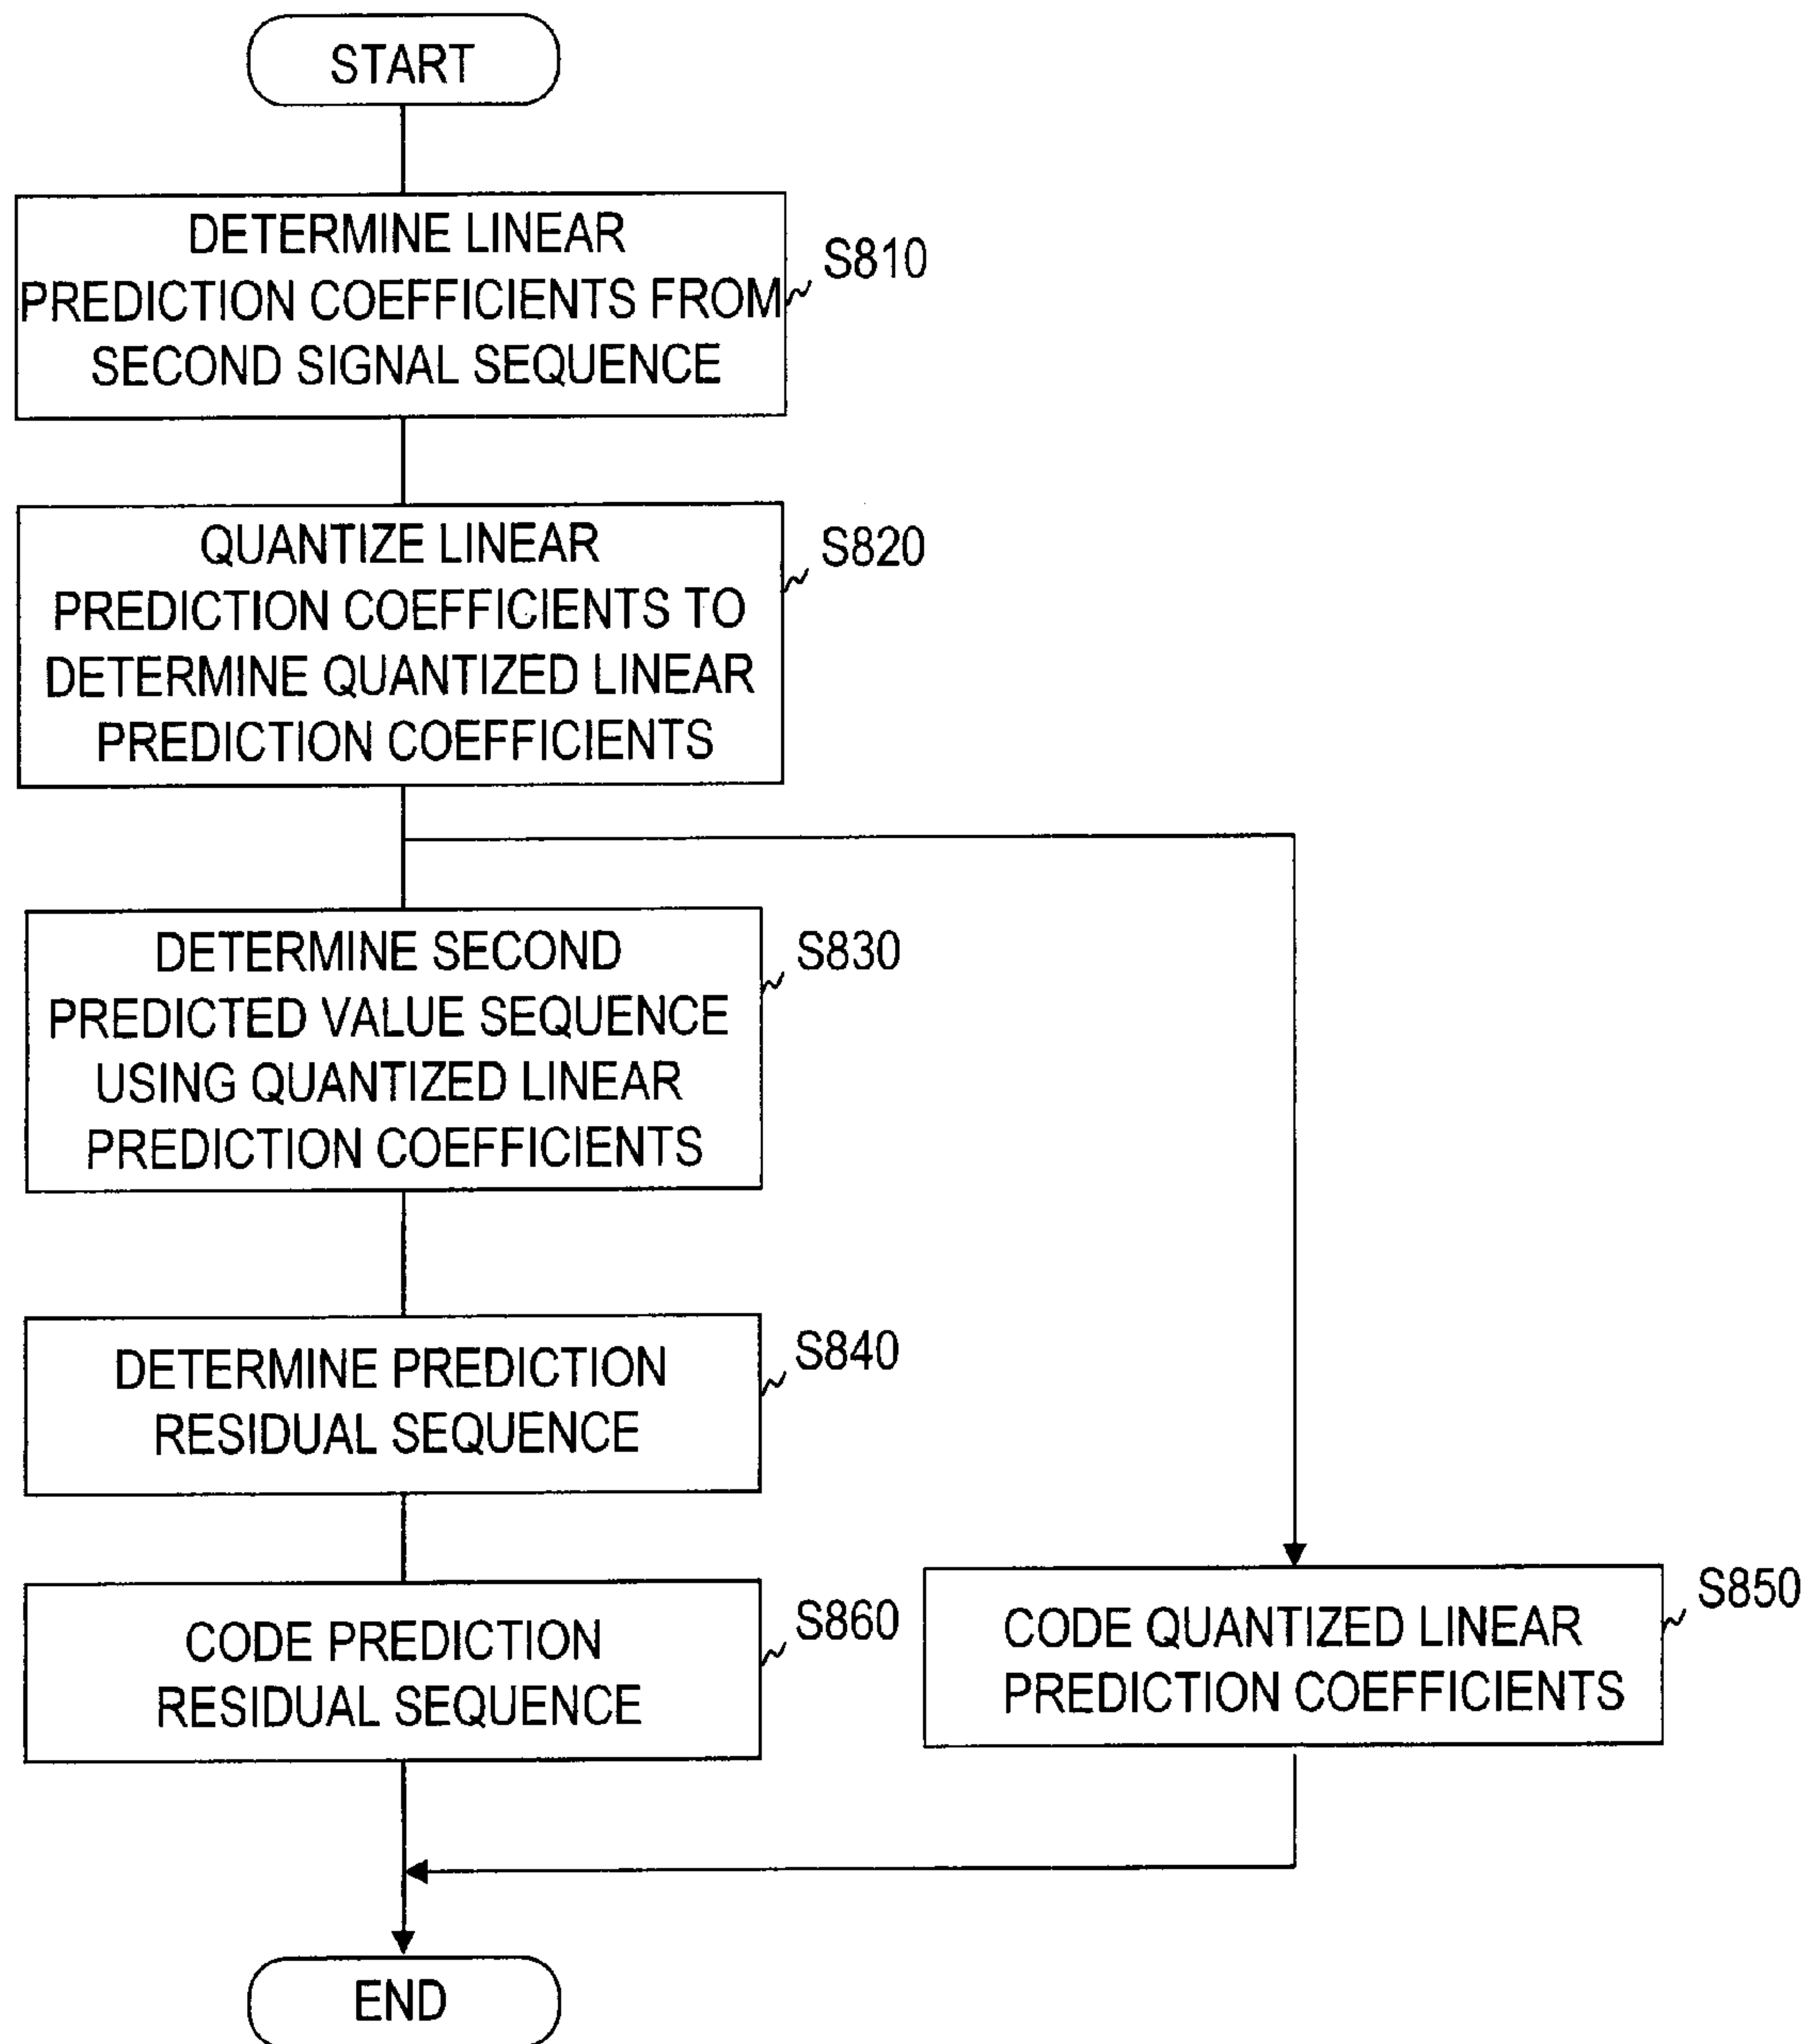 START
DETERMINE LINEAR
PREDICTION COEFFICIENTS FROM
SECOND SIGNAL SEQUENCE
S810
QUANTIZE LINEAR
PREDICTION COEFFICIENTS TO
DETERMINE QUANTIZED LINEAR
PREDICTION COEFFICIENTS
S820
DETERMINE SECOND
PREDICTED VALUE SEQUENCE
USING QUANTIZED LINEAR
PREDICTION COEFFICIENTS
S830
DETERMINE PREDICTION
RESIDUAL SEQUENCE
S840
CODE PREDICTION
RESIDUAL SEQUENCE
S860
CODE QUANTIZED LINEAR
PREDICTION COEFFICIENTS
S850
END